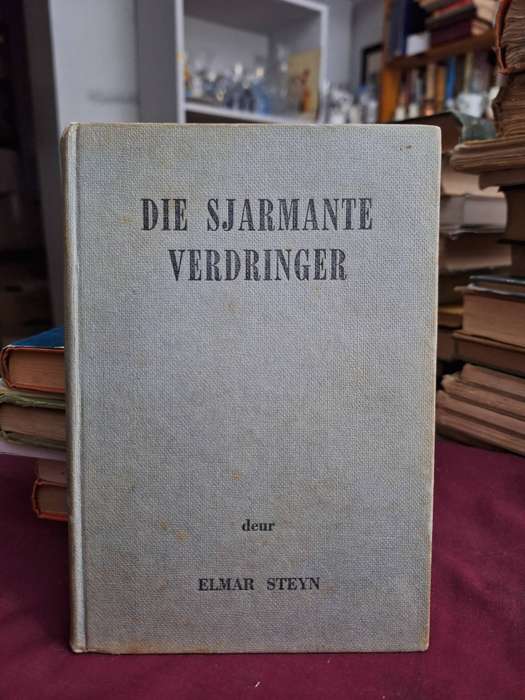 DIE SJARMANTE
VERDRINGER
deur
ELMAR STEYN